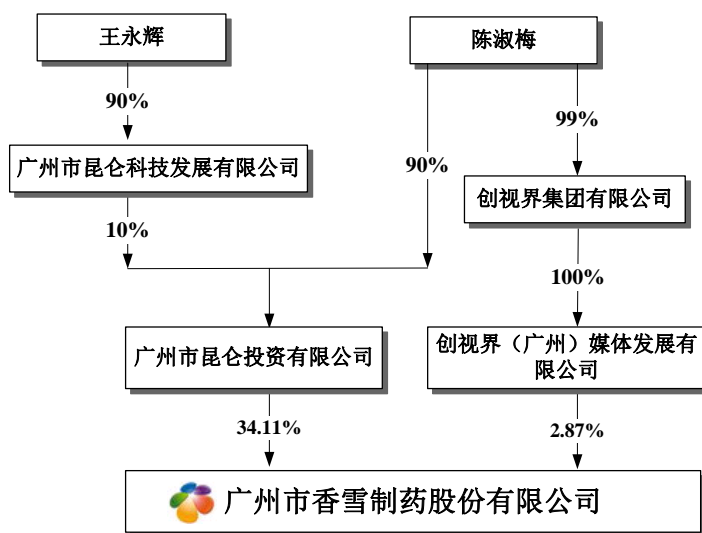 王永辉
陈淑梅
90%
99%
广州市昆仑科技发展有限公司
90%
创视界集团有限公司
10%
100%
广州市昆仑投资有限公司
创视界（广州）媒体发展有
限公司
34.11%
2.87%
广州市香雪制药股份有限公司